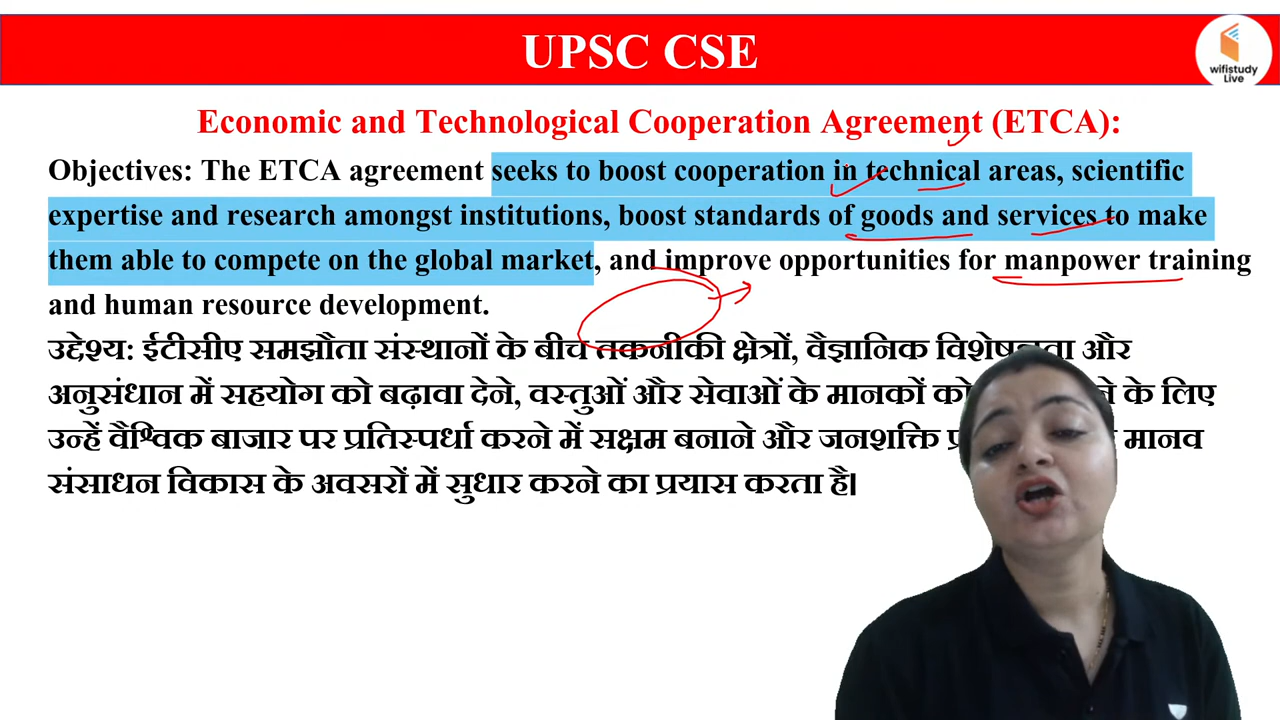 UPSC CSE
wifistudy
Live
Economic and Technological Cooperation Agreement (ETCA):
Objectives: The ETCA agreement seeks to boost cooperation in technical areas, scientific
expertise and research amongst institutions, boost standards of goods and services to make
them able to compete on the global market, and improve opportunities for manpower training
and human resource development.
उद्देश्य: ईटीसीए समझौता संस्थानों के बीच तकनीकी क्षेत्रों, वैज्ञानिक विशेषज्ञता और
अनुसंधान में सहयोग को बढ़ावा देने, वस्तुओं और सेवाओं के मानकों को के लिए
उन्हें वैश्विक बाजार पर प्रतिस्पर्धा करने में सक्षम बनाने और जनशक्ति मानव
संसाधन विकास के अवसरों में सुधार करने का प्रयास करता है।